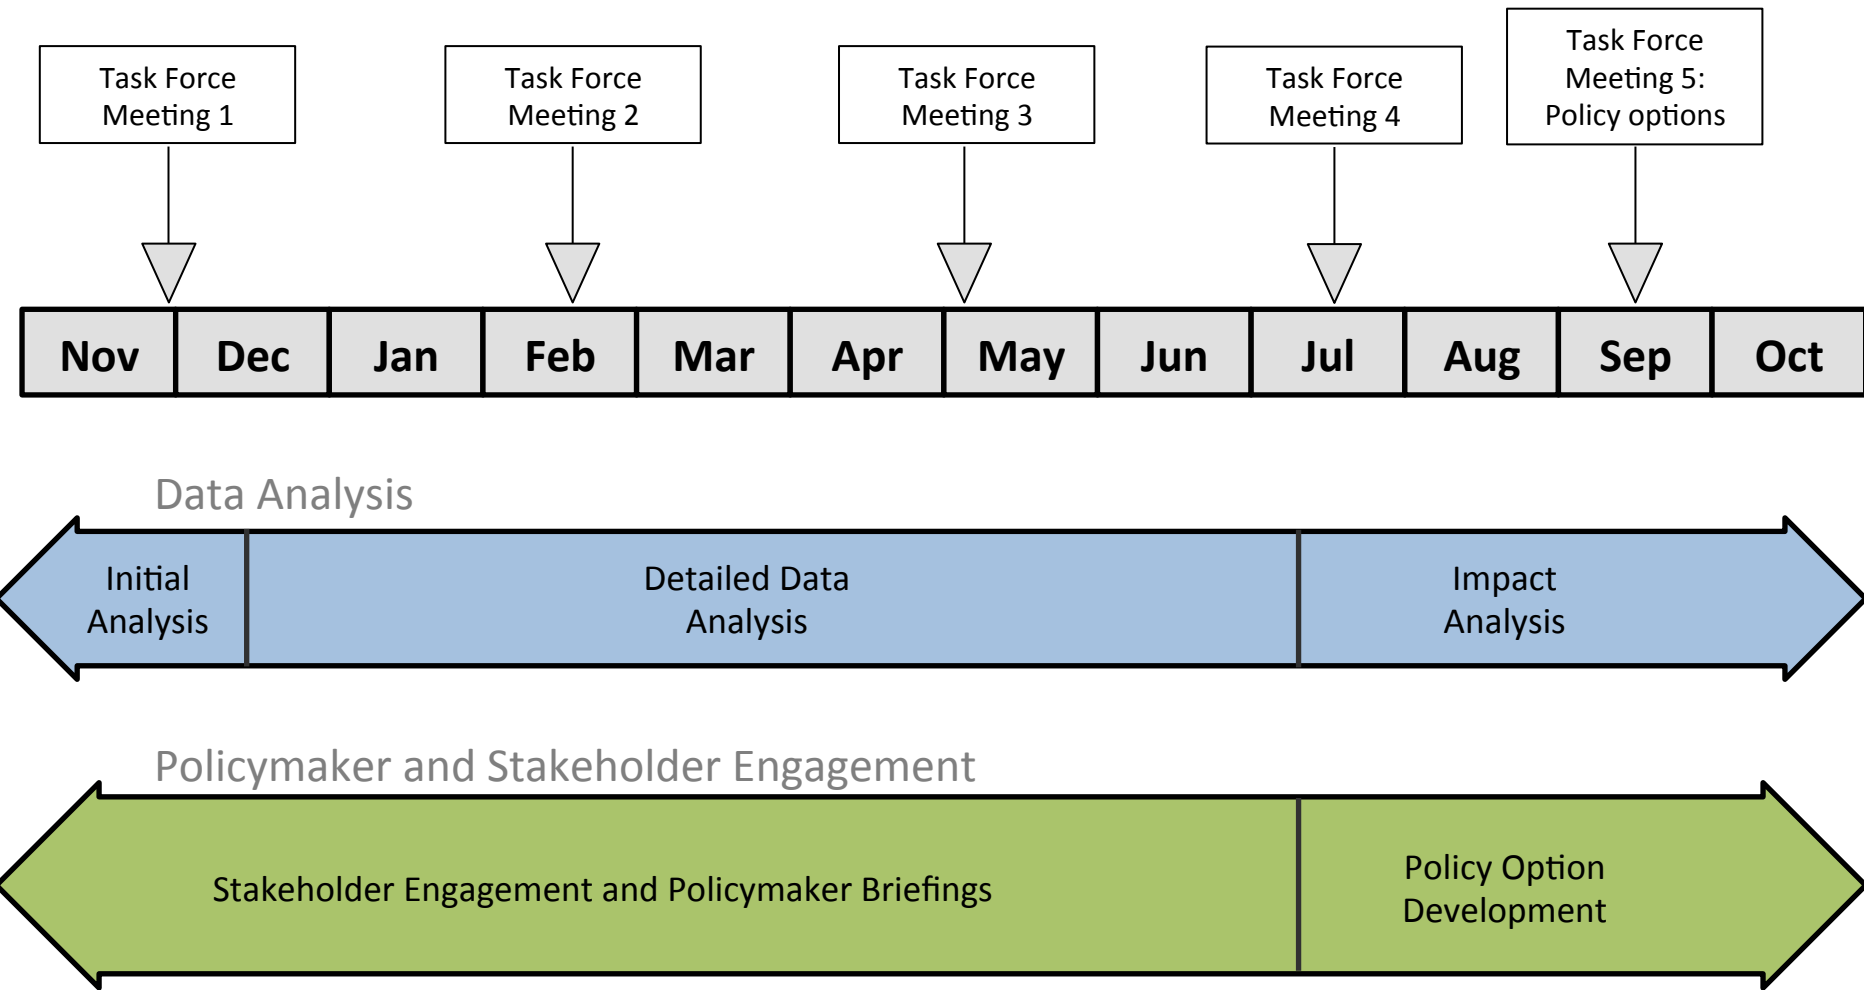 Task Force
Meeting 1
Task Force
Meeting 2
Task Force
Meeting 3
Task Force
Meeting 4
Task Force
Meeting 5:
Policy options
Nov Dec Jan Feb Mar Apr May Jun Jul Aug Sep Oct
Data Analysis
Initial
Analysis
Detailed Data
Analysis
Impact
Analysis
Policymaker and Stakeholder Engagement
Stakeholder Engagement and Policymaker Briefings
Policy Option
Development